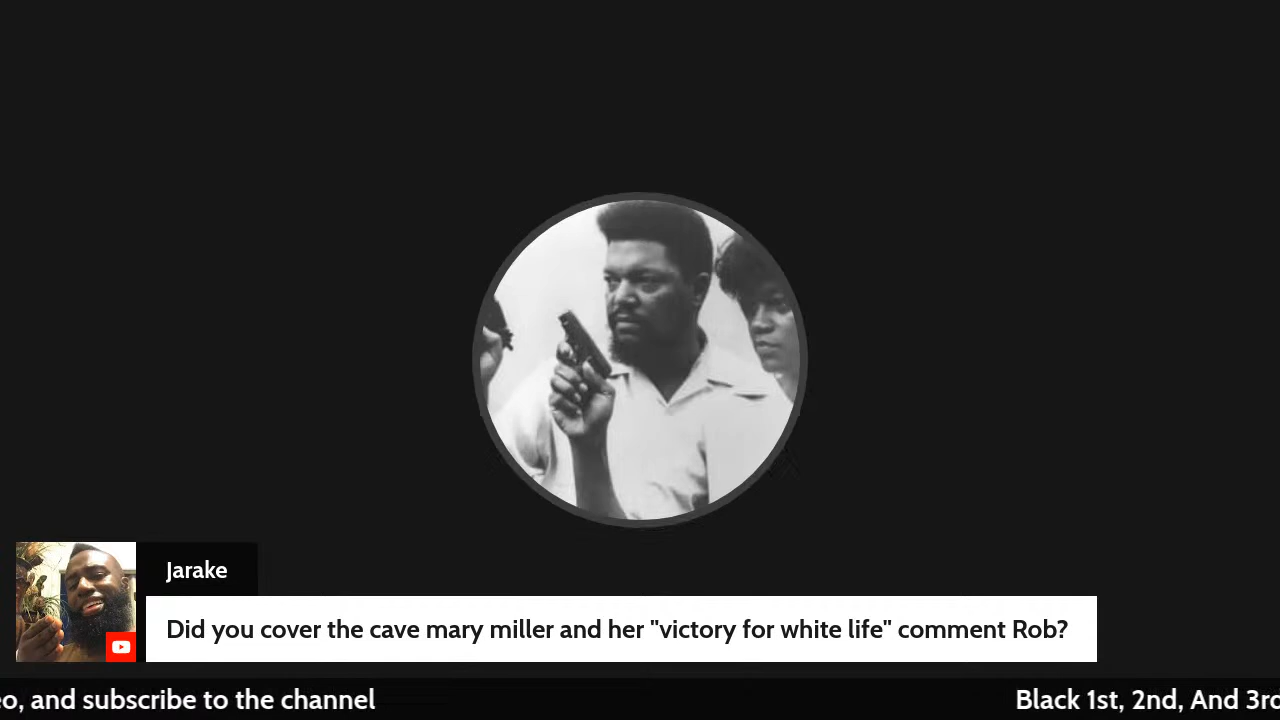 Jarake
Did you cover the cave mary miller and her "victory for white life" comment Rob?
eo, and subscribe to the channel
Black 1st, 2nd, And 3rd